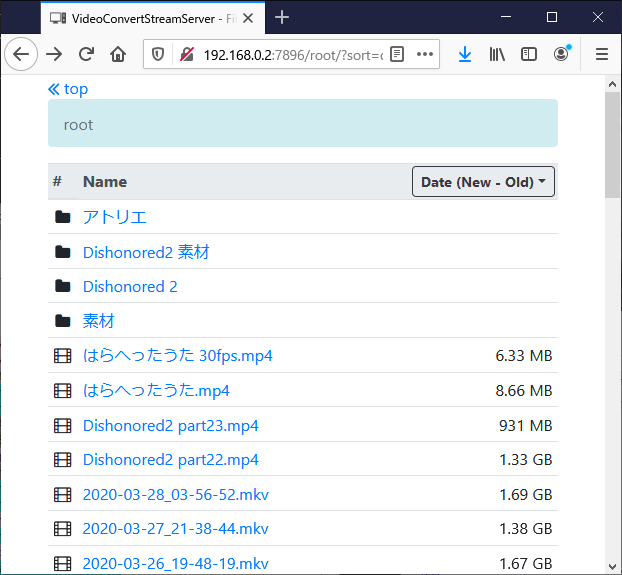 VideoConvertStreamServer - Fi
192.168.0.2:7896/root/?sort=
top
root
# Name Date (New - Old)
アトリエ
Dishonored2 素材
Dishonored 2
素材
はらへったうた 30fps.mp4 6.33 MB
はらへったうた.mp4 8.66 MB
Dishonored2 part23.mp4 931 MB
Dishonored2 part22.mp4 1.33 GB
2020-03-28_03-56-52.mkv 1.69 GB
2020-03-27_21-38-44.mkv 1.38 GB
2020-03-26_19-48-19.mkv 1.67 GB